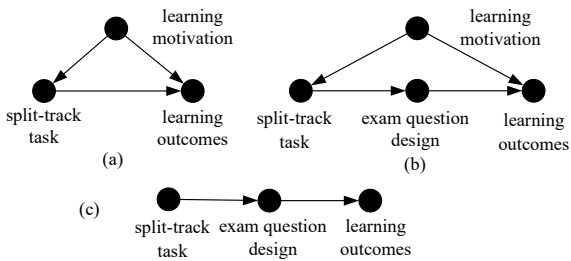 learning
motivation
split-track
task
learning
outcomes
(a)
learning
motivation
split-track
task
exam question
design
learning
outcomes
(b)
(c)
split-track
task
exam question
design
learning
outcomes